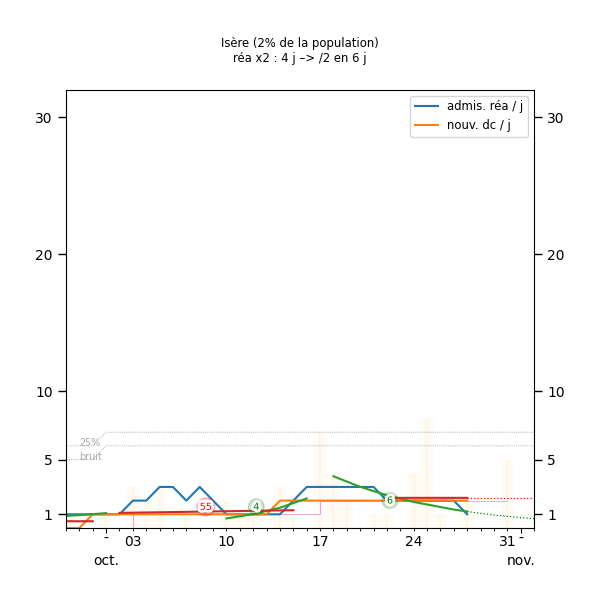 Isère (2% de la population)
réa x2 : 4 j –> /2 en 6 j
admis. réa / j
nouv. dc / j
30 30
20 20
10 10
25%
bruit
5 5
55 4 6
1 1
- 03 10 17 24 31 -
oct. nov.